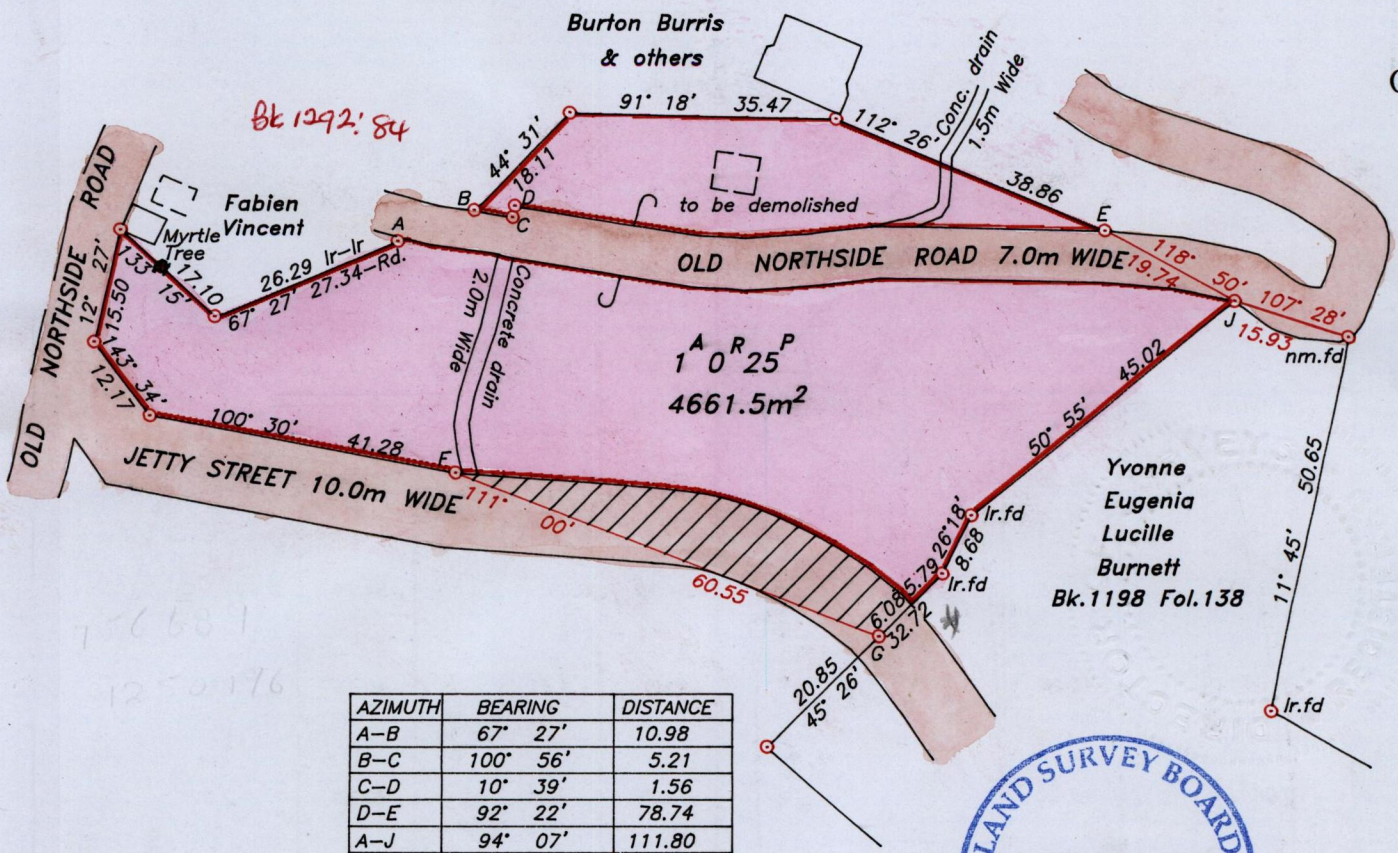 Burton Burris
& others
Bk 1292: 84
91° 18' 35.47
112° 26'
38.86
Conc. drain
1.5m Wide
44° 31'
18.11
B
D
C
A
E
to be demolished
OLD NORTHSIDE ROAD
Fabien
Vincent
Myrtle
Tree
12° 27'
15.50
133° 15'
17.10
26.29 Ir-Ir
67° 27' 27.34-Rd.
143° 34'
12.17
OLD NORTHSIDE ROAD 7.0m WIDE
118° 50'
19.74
107° 28'
15.93
J
nm.fd
2.0m Wide
Concrete drain
1 A 0 R 25 P
4661.5m²
45.02
50° 55'
50.65
11° 45'
100° 30' 41.28
F
JETTY STREET 10.0m WIDE
111° 00'
60.55
26° 18'
8.68
Ir.fd
Ir.fd
5.79
6.08
32.72
G
20.85
45° 26'
Yvonne
Eugenia
Lucille
Burnett
Bk.1198 Fol.138
Ir.fd
AZIMUTH BEARING DISTANCE
A-B 67° 27' 10.98
B-C 100° 56' 5.21
C-D 10° 39' 1.56
D-E 92° 22' 78.74
A-J 94° 07' 111.80
LAND SURVEY BOARD